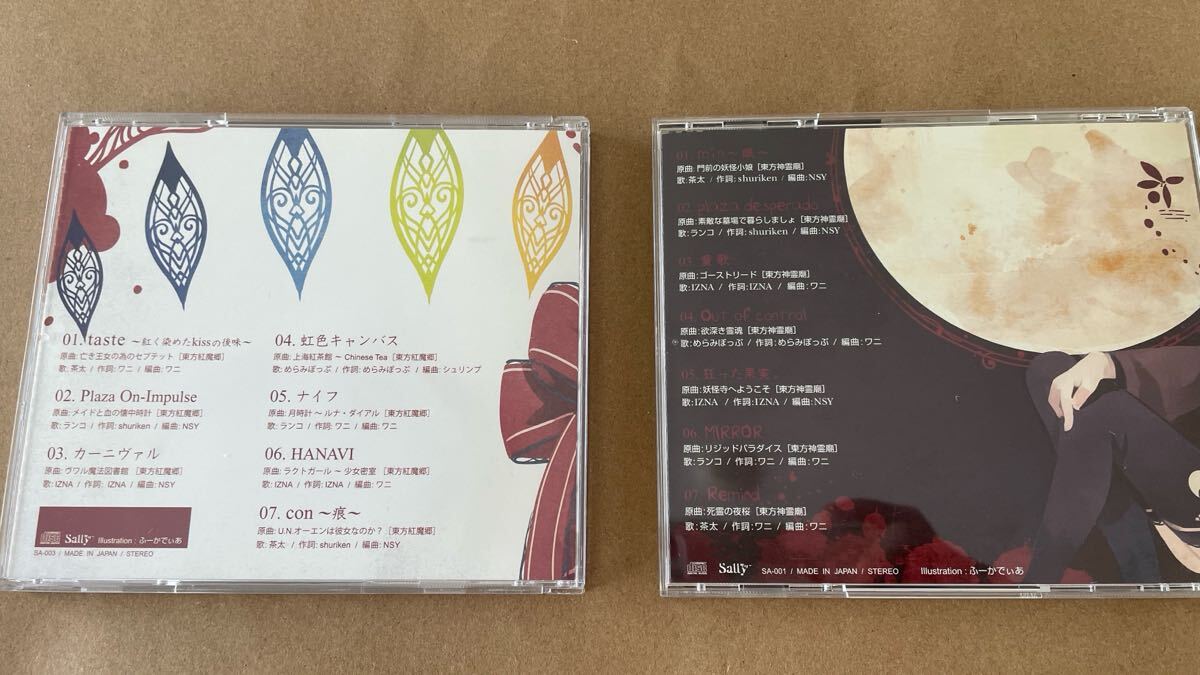 01. taste ～紅く染めたkissの後味～
原曲: 亡き王女の為のセプテット [東方紅魔郷]
歌: 茶太 / 作詞: ワニ / 編曲: ワニ
02. Plaza On-Impulse
原曲: メイドと血の懐中時計 [東方紅魔郷]
歌: ランコ / 作詞: shuriken / 編曲: NSY
03. カーニヴァル
原曲: ヴワル魔法図書館 [東方紅魔郷]
歌: IZNA / 作詞: IZNA / 編曲: NSY
04. 虹色キャンバス
原曲: 上海紅茶館 ～ Chinese Tea [東方紅魔郷]
歌: めらみぽっぷ / 作詞: めらみぽっぷ / 編曲: シュリンプ
05. ナイフ
原曲: 月時計 ～ ルナ・ダイアル [東方紅魔郷]
歌: ランコ / 作詞: ワニ / 編曲: ワニ
06. HANAVI
原曲: ラクトガール ～ 少女密室 [東方紅魔郷]
歌: IZNA / 作詞: IZNA / 編曲: ワニ
07. con ～痕～
原曲: U.N.オーエンは彼女なのか? [東方紅魔郷]
歌: 茶太 / 作詞: shuriken / 編曲: NSY
Sally Illustration : ふーかでぃあ
SA-003 / MADE IN JAPAN / STEREO
原曲: 門前の妖怪小娘 [東方神霊廟]
歌: 茶太 / 作詞: shuriken / 編曲: NSY
02. plaza desperado
原曲: 素敵な墓場で暮らしましょ [東方神霊廟]
歌: ランコ / 作詞: shuriken / 編曲: NSY
03. 愛歌
原曲: ゴーストリード [東方神霊廟]
歌: IZNA / 作詞: IZNA / 編曲: ワニ
04. Out of control
原曲: 欲深き霊魂 [東方神霊廟]
歌: めらみぽっぷ / 作詞: めらみぽっぷ / 編曲: ワニ
05. 狂った果実。
原曲: 妖怪寺へようこそ [東方神霊廟]
歌: IZNA / 作詞: IZNA / 編曲: NSY
06. MIRROR
原曲: リジッドパラダイス [東方神霊廟]
歌: ランコ / 作詞: ワニ / 編曲: ワニ
07. Remind
原曲: 死霊の夜桜 [東方神霊廟]
歌: 茶太 / 作詞: ワニ / 編曲: ワニ
Sally SA-001 / MADE IN JAPAN / STEREO Illustration : ふーかでぃあ